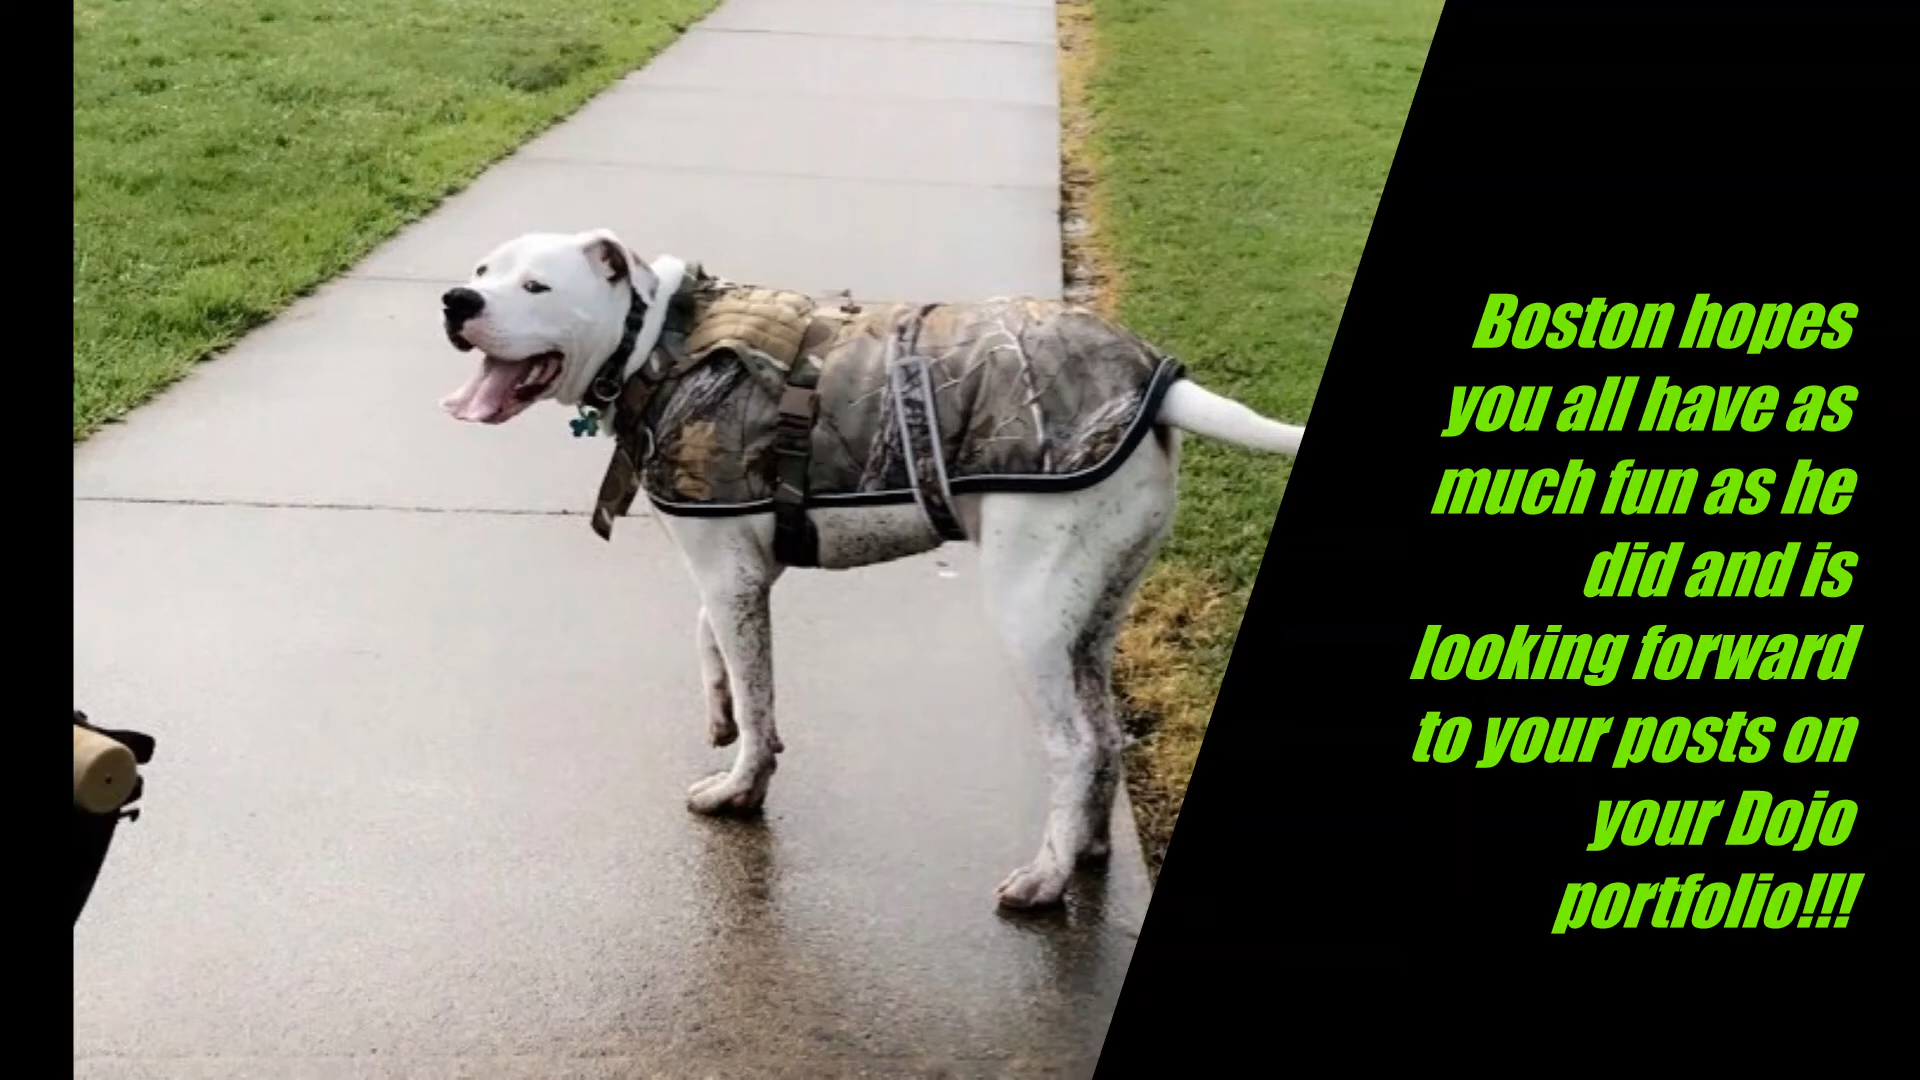 Boston hopes
you all have as
much fun as he
did and is
looking forward
to your posts on
your Dojo
portfolio!!!